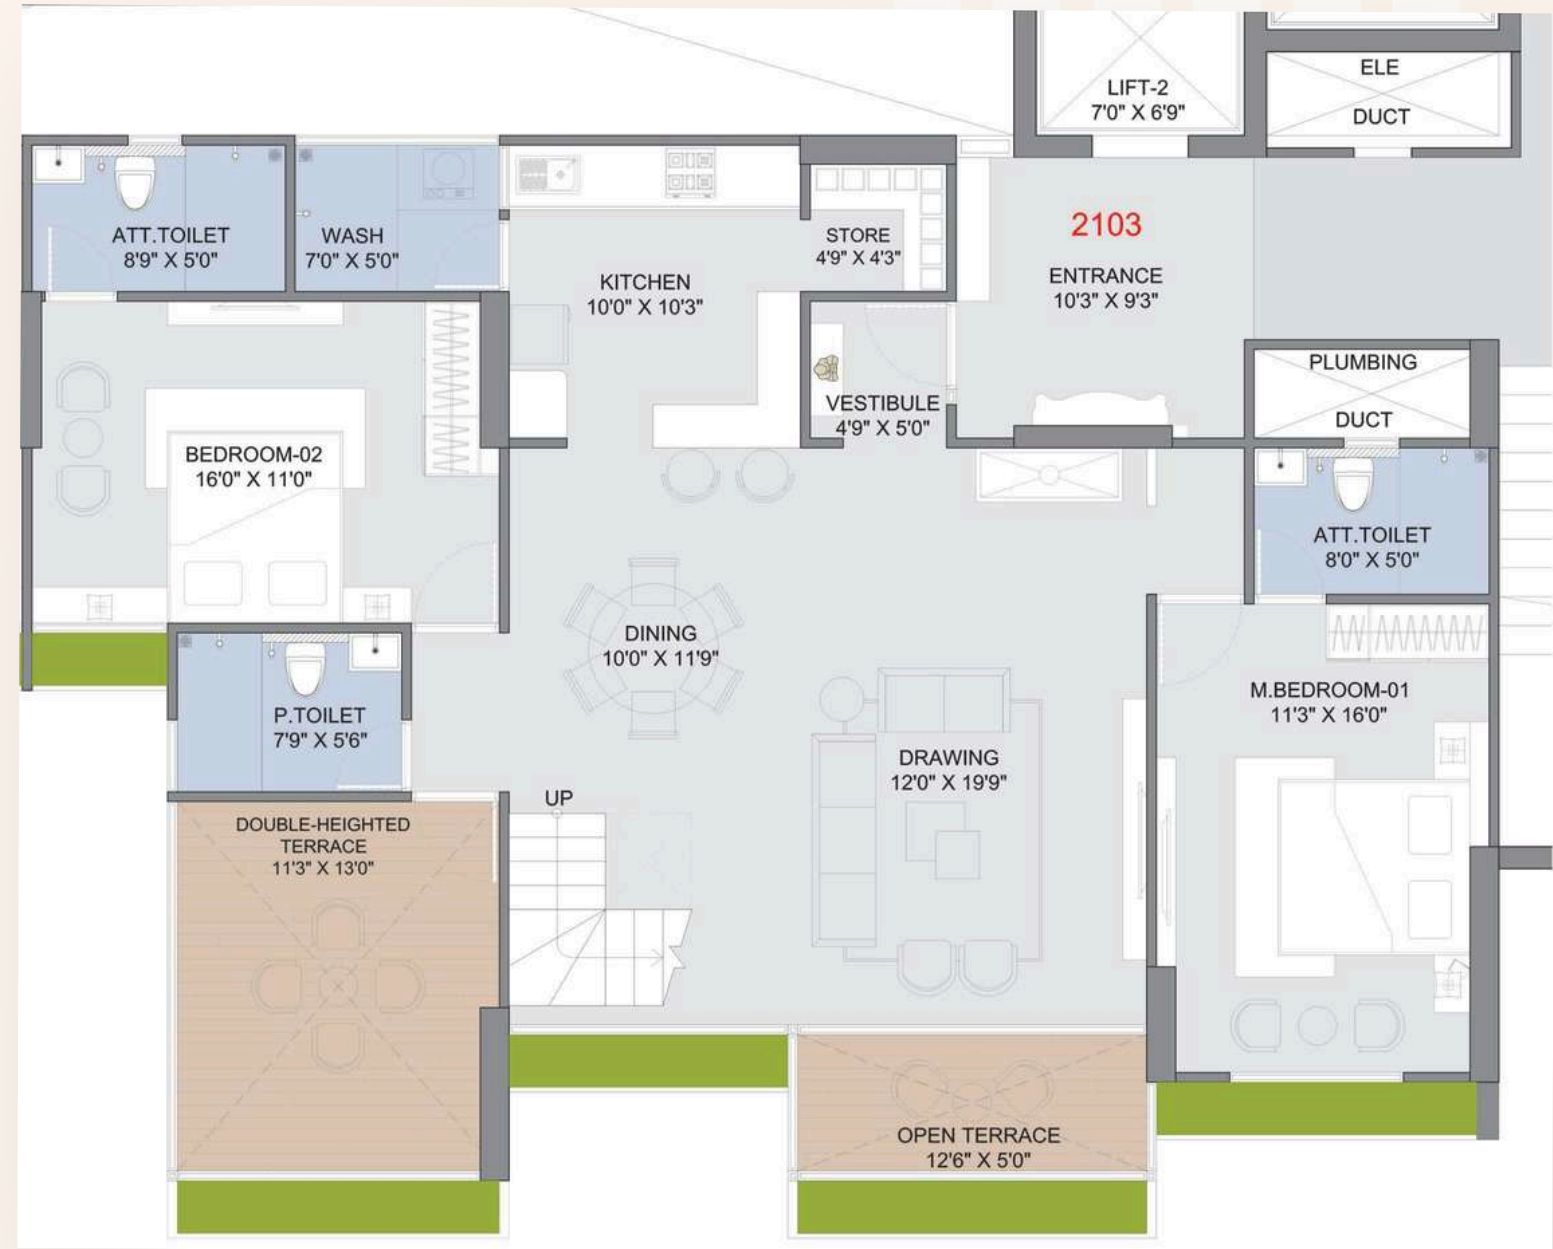 LIFT-2
7'0" X 6'9"
ELE
DUCT
ATT.TOILET
8'9" X 5'0"
WASH
7'0" X 5'0"
KITCHEN
10'0" X 10'3"
STORE
4'9" X 4'3"
2103
ENTRANCE
10'3" X 9'3"
PLUMBING
DUCT
VESTIBULE
4'9" X 5'0"
BEDROOM-02
16'0" X 11'0"
ATT.TOILET
8'0" X 5'0"
DINING
10'0" X 11'9"
M.BEDROOM-01
11'3" X 16'0"
P.TOILET
7'9" X 5'6"
DRAWING
12'0" X 19'9"
UP
DOUBLE-HEIGHTED
TERRACE
11'3" X 13'0"
OPEN TERRACE
12'6" X 5'0"